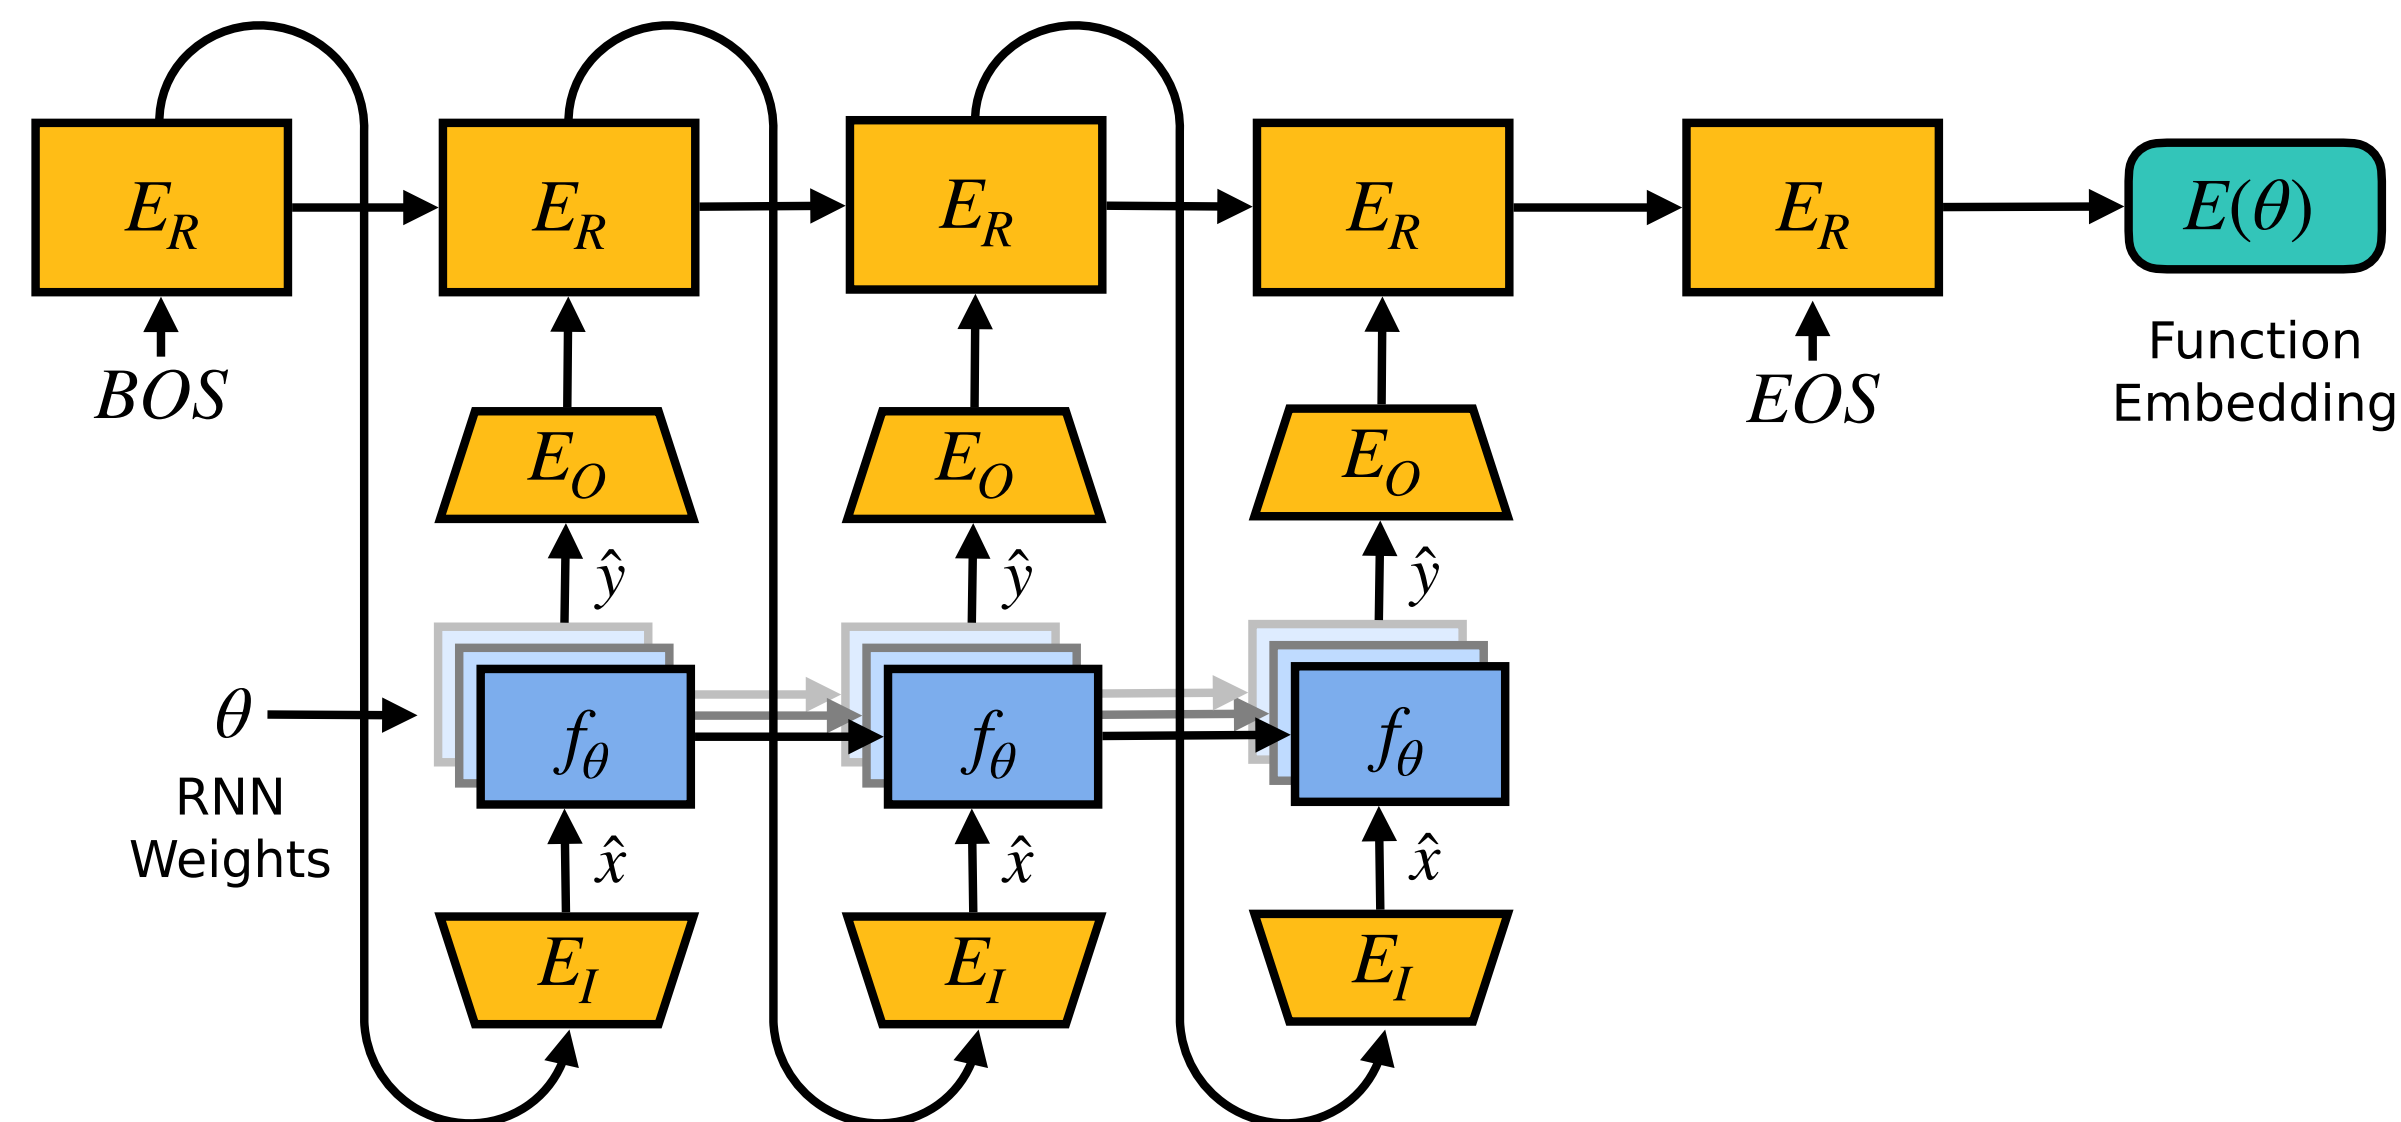 E_R E_R E_R E_R E_R E(θ)
BOS
EOS
Function
Embedding
E_O E_O E_O
ŷ ŷ ŷ
θ
RNN
Weights
f_θ f_θ f_θ
x̂ x̂ x̂
E_I E_I E_I